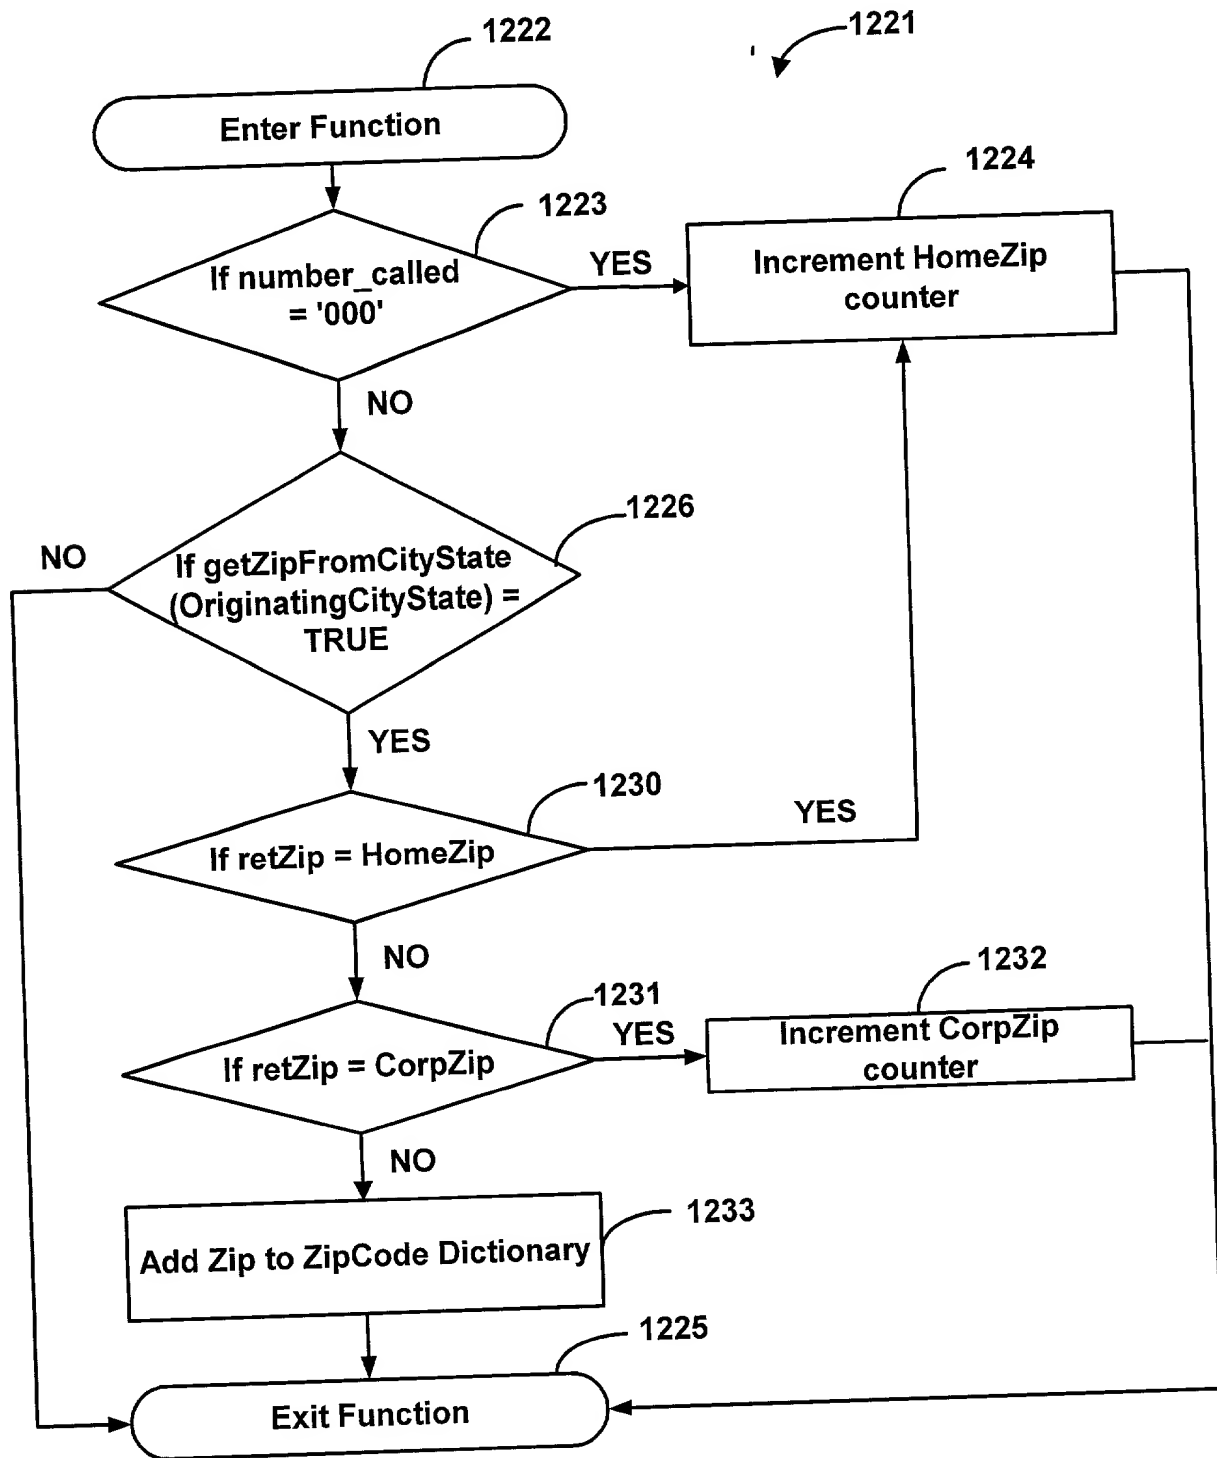 1222
1221
Enter Function
1223
1224
If number_called
= '000'
YES
Increment HomeZip
counter
NO
1226
NO
If getZipFromCityState
(OriginatingCityState) =
TRUE
YES
1230
YES
If retZip = HomeZip
NO
1231
1232
YES
If retZip = CorpZip
Increment CorpZip
counter
NO
1233
Add Zip to ZipCode Dictionary
1225
Exit Function